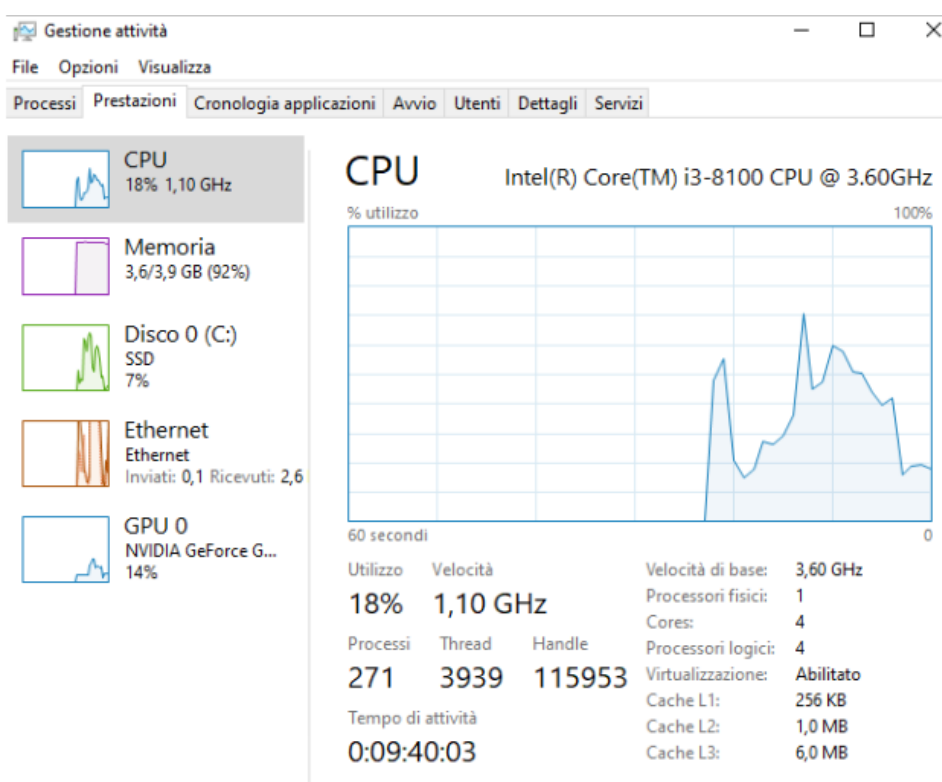 Gestione attività
File Opzioni Visualizza
Processi Prestazioni Cronologia applicazioni Avvio Utenti Dettagli Servizi
CPU
18% 1,10 GHz
Memoria
3,6/3,9 GB (92%)
Disco 0 (C:)
SSD
7%
Ethernet
Ethernet
Inviati: 0,1 Ricevuti: 2,6
GPU 0
NVIDIA GeForce G...
14%
CPU Intel(R) Core(TM) i3-8100 CPU @ 3.60GHz
% utilizzo 100%
60 secondi 0
Utilizzo Velocità
18% 1,10 GHz
Processi Thread Handle
271 3939 115953
Tempo di attività
0:09:40:03
Velocità di base: 3,60 GHz
Processori fisici: 1
Cores: 4
Processori logici: 4
Virtualizzazione: Abilitato
Cache L1: 256 KB
Cache L2: 1,0 MB
Cache L3: 6,0 MB